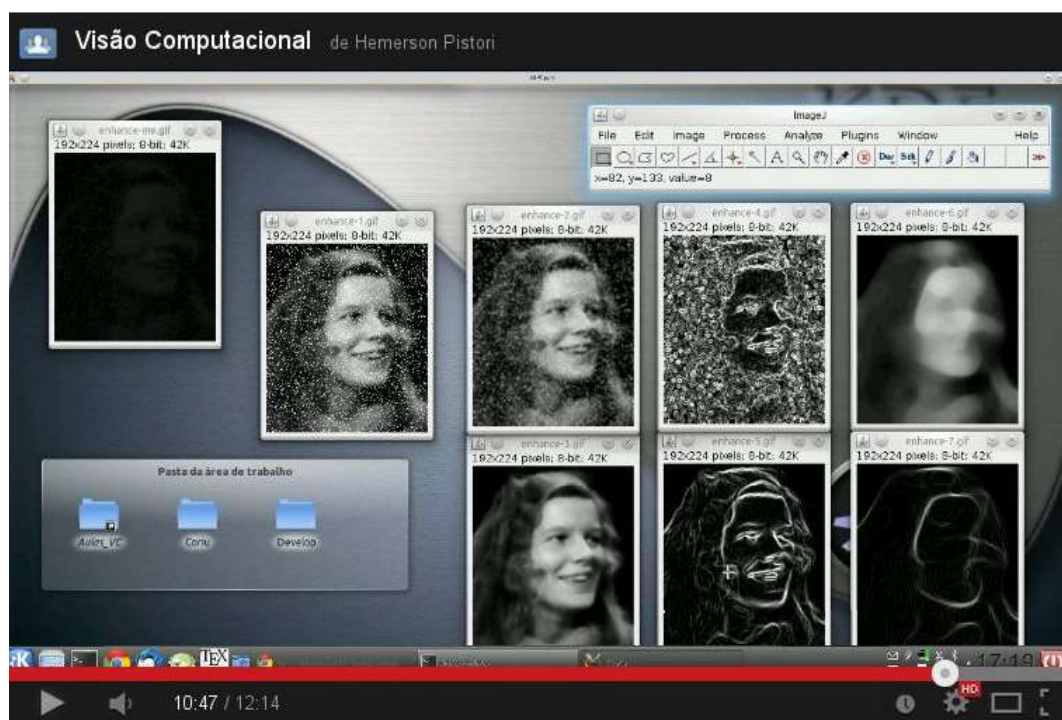 Visão Computacional de Hemerson Pistori
ImageJ
File Edit Image Process Analyze Plugins Window Help
Dev Stk
x=82, y=133, value=8
enhance-me.gif
192x224 pixels; 8-bit; 42K
enhance-1.gif
192x224 pixels; 8-bit; 42K
enhance-2.gif
192x224 pixels; 8-bit; 42K
enhance-4.gif
192x224 pixels; 8-bit; 42K
enhance-6.gif
192x224 pixels; 8-bit; 42K
enhance-3.gif
192x224 pixels; 8-bit; 42K
enhance-5.gif
192x224 pixels; 8-bit; 42K
enhance-7.gif
192x224 pixels; 8-bit; 42K
Pasta da área de trabalho
Aulas_VC Develop
TEX
17:19
10:47 / 12:14
HD